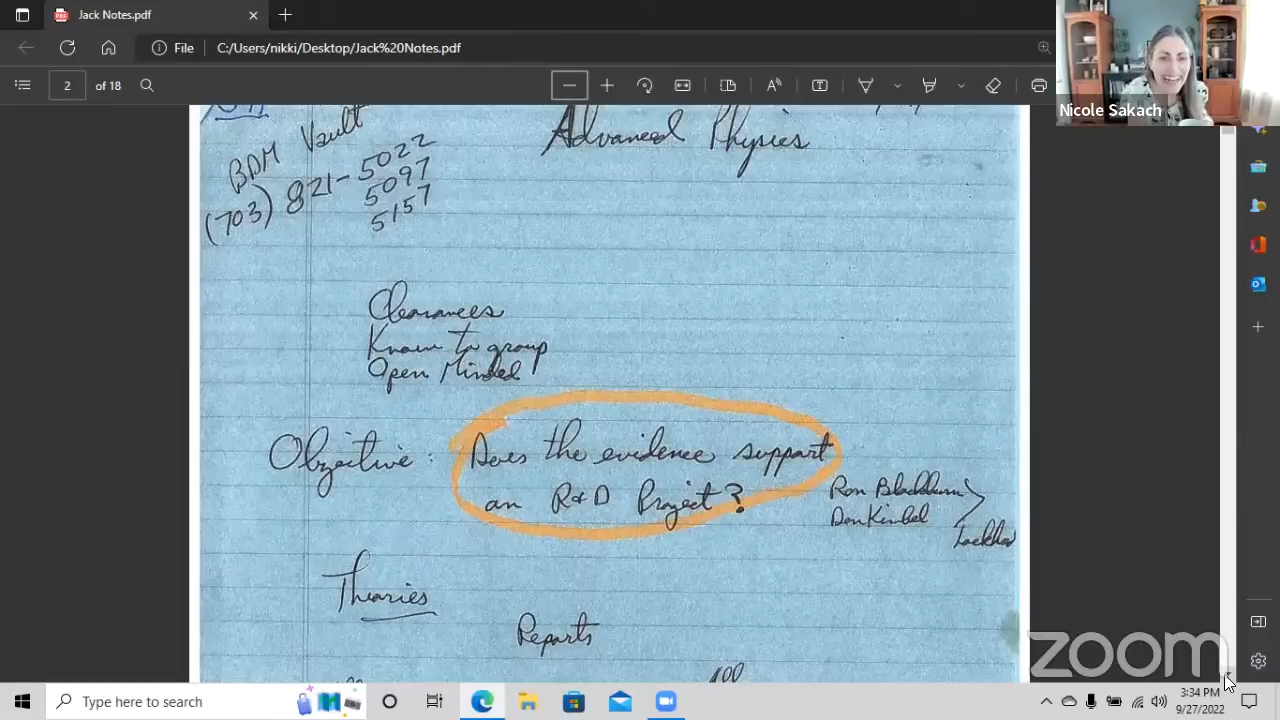 Jack Notes.pdf
File C:/Users/nikki/Desktop/Jack%20Notes.pdf
2 of 18
Nicole Sakach
Advanced Physics
BDM Vault
(703) 821-5022
5097
5157
Clearances
Known to group
Open Minded
Objective: Does the evidence support
an R&D Project?
Ron Blackburn
Don Kimbel
Lockhee
Theories
Reports
zoom
Type here to search
3:34 PM
9/27/2022